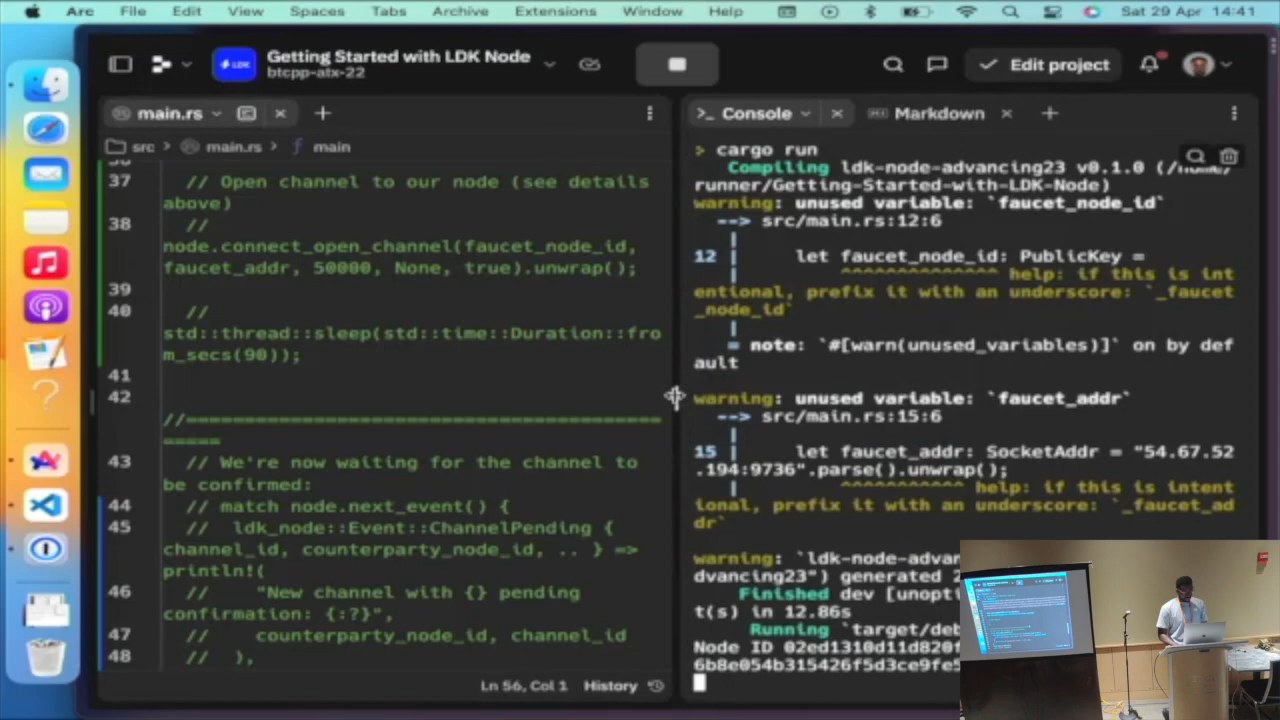 Arc File Edit View Spaces Tabs Archive Extensions Window Help Sat 29 Apr 14:41
LDK
Getting Started with LDK Node
btcpp-atx-22
Edit project
main.rs
src > main.rs > f main
37 // Open channel to our node (see details
above)
38 //
node.connect_open_channel(faucet_node_id,
faucet_addr, 50000, None, true).unwrap();
39
40 //
std::thread::sleep(std::time::Duration::fro
m_secs(90));
41
42
//=========================================
=====
43 // We're now waiting for the channel to
be confirmed:
44 // match node.next_event() {
45 // ldk_node::Event::ChannelPending {
channel_id, counterparty_node_id, .. } =>
println!(
46 // "New channel with {} pending
confirmation: {:?}",
47 // counterparty_node_id, channel_id
48 // ),
Ln 56, Col 1 History
>_ Console
Markdown
> cargo run
Compiling ldk-node-advancing23 v0.1.0 (/home/
runner/Getting-Started-with-LDK-Node)
warning: unused variable: `faucet_node_id`
--> src/main.rs:12:6
|
12 | let faucet_node_id: PublicKey =
| ^^^^^^^^^^^^^^ help: if this is int
entional, prefix it with an underscore: `_faucet
_node_id`
|
= note: `#[warn(unused_variables)]` on by def
ault
warning: unused variable: `faucet_addr`
--> src/main.rs:15:6
|
15 | let faucet_addr: SocketAddr = "54.67.52
.194:9736".parse().unwrap();
| ^^^^^^^^^^^ help: if this is intent
ional, prefix it with an underscore: `_faucet_ad
dr`
warning: `ldk-node-advan
dvancing23") generated 2
Finished dev [unopti
t(s) in 12.86s
Running `target/deb
Node ID 02ed1310d11d820f
6b8e054b315426f5d3ce9fe5